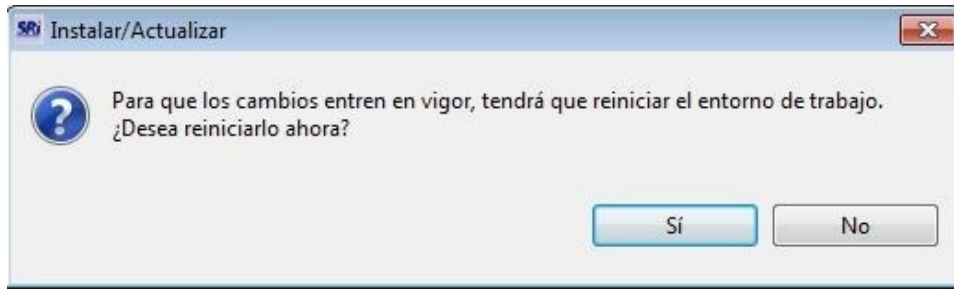 SRi Instalar/Actualizar
Para que los cambios entren en vigor, tendrá que reiniciar el entorno de trabajo.
¿Desea reiniciarlo ahora?
Sí No